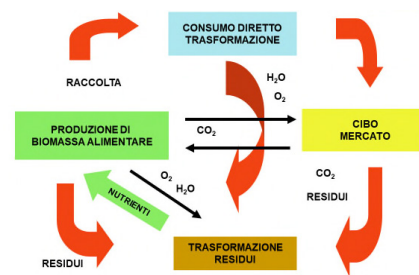 CONSUMO DIRETTO
TRASFORMAZIONE
RACCOLTA
H2O
O2
PRODUZIONE DI
BIOMASSA ALIMENTARE
CO2
CIBO
MERCATO
O2
H2O
CO2
RESIDUI
NUTRIENTI
RESIDUI
TRASFORMAZIONE
RESIDUI